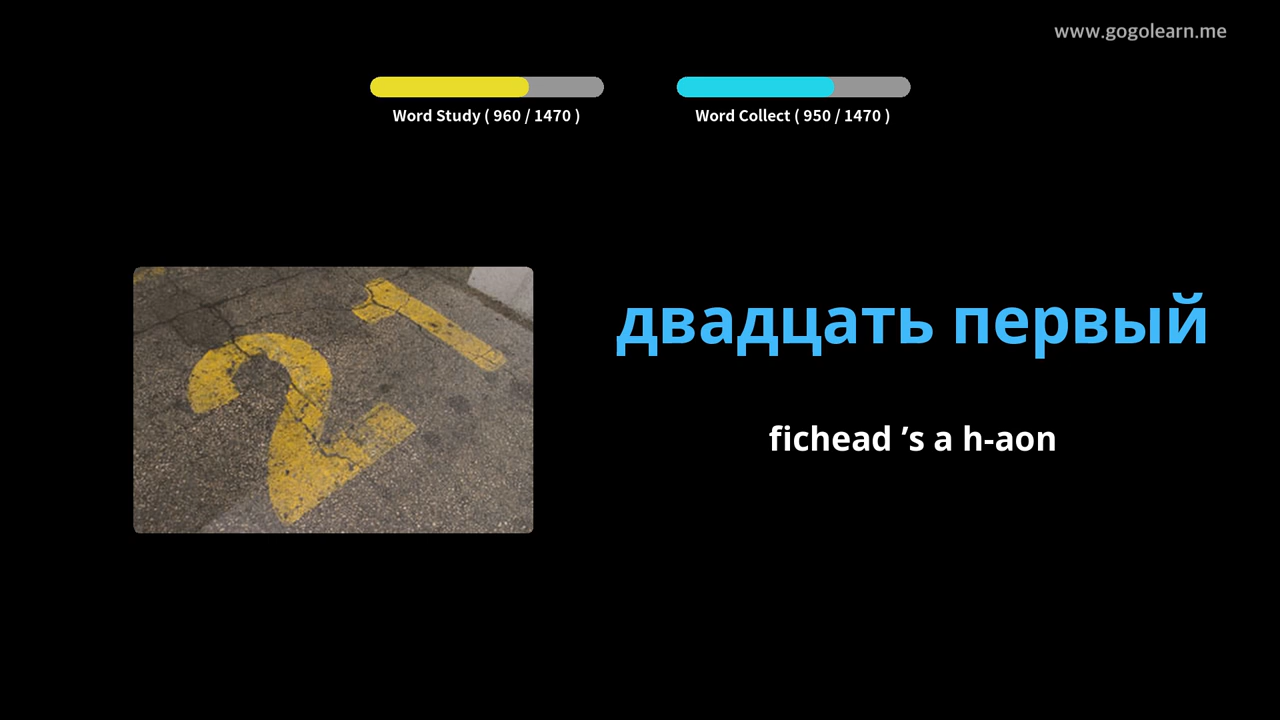 www.gogolearn.me
Word Study ( 960 / 1470 )
Word Collect ( 950 / 1470 )
21
двадцать первый
fichead ’s a h-aon